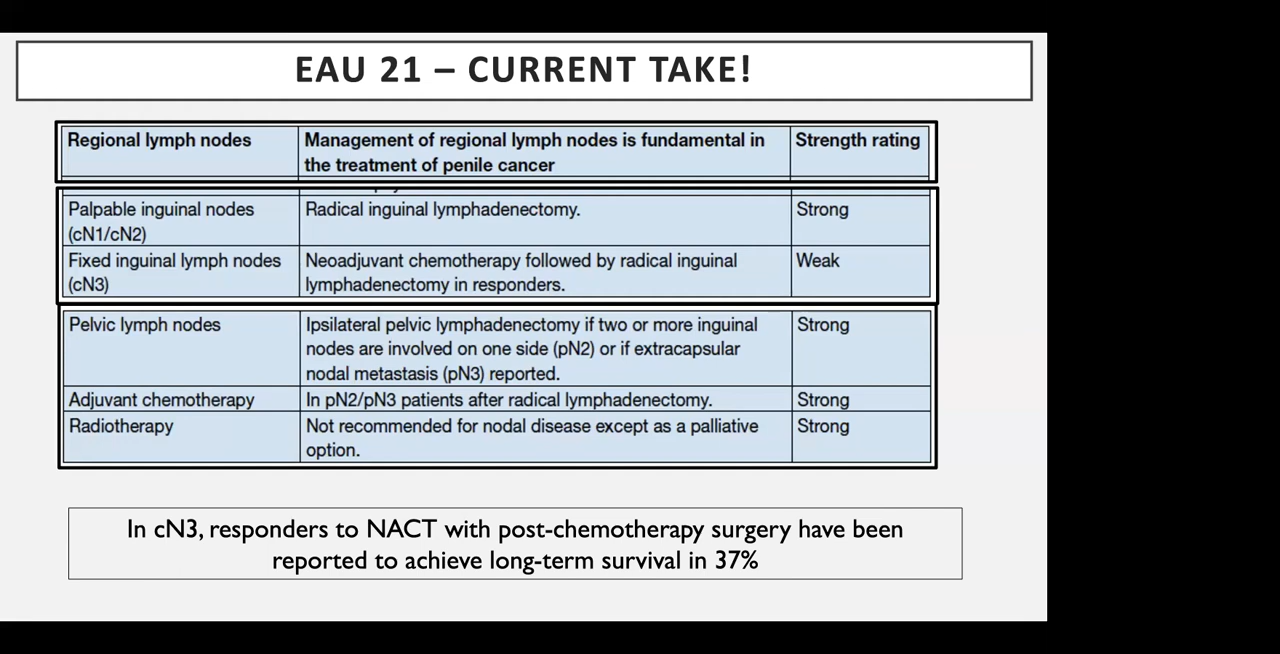 EAU 21 – CURRENT TAKE!
Regional lymph nodes
Management of regional lymph nodes is fundamental in
the treatment of penile cancer
Strength rating
Palpable inguinal nodes
(cN1/cN2)
Radical inguinal lymphadenectomy.
Strong
Fixed inguinal lymph nodes
(cN3)
Neoadjuvant chemotherapy followed by radical inguinal
lymphadenectomy in responders.
Weak
Pelvic lymph nodes
Ipsilateral pelvic lymphadenectomy if two or more inguinal
nodes are involved on one side (pN2) or if extracapsular
nodal metastasis (pN3) reported.
Strong
Adjuvant chemotherapy
In pN2/pN3 patients after radical lymphadenectomy.
Strong
Radiotherapy
Not recommended for nodal disease except as a palliative
option.
Strong
In cN3, responders to NACT with post-chemotherapy surgery have been
reported to achieve long-term survival in 37%